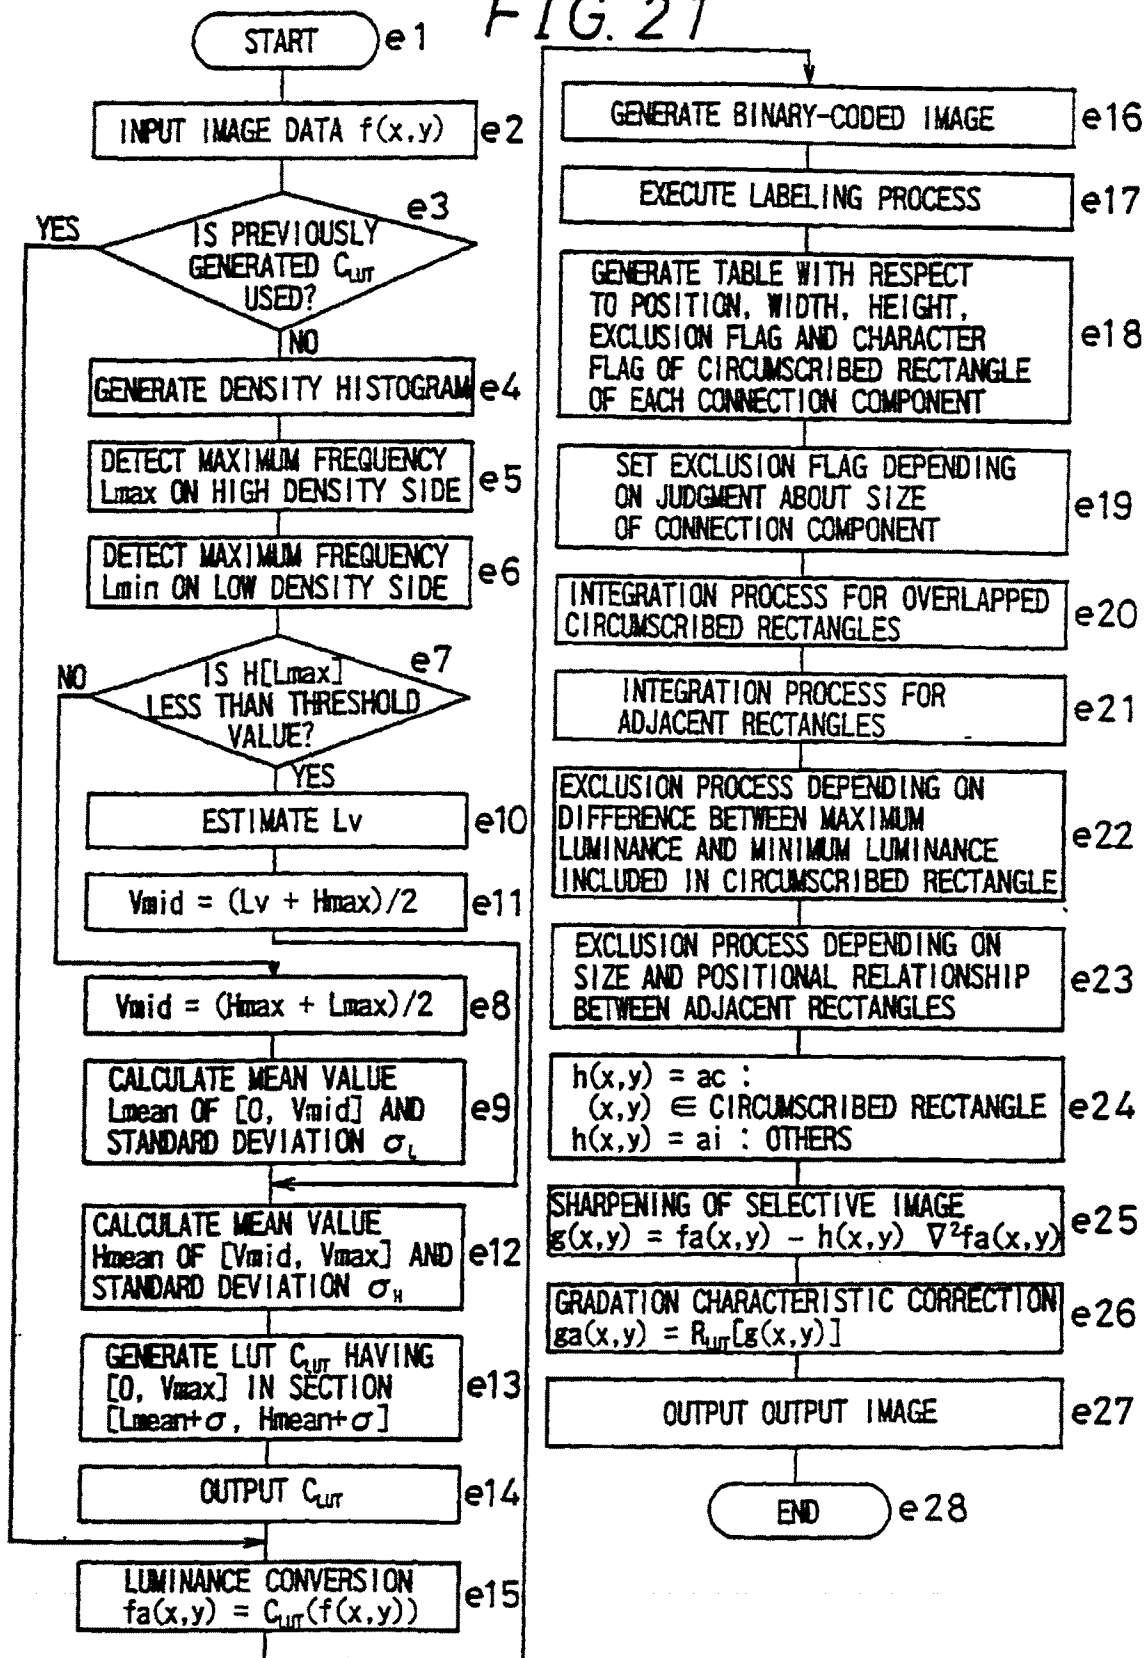 FIG. 21
START e1
INPUT IMAGE DATA f(x,y) e2
e3
YES
IS PREVIOUSLY
GENERATED CLUT
USED?
NO
GENERATE DENSITY HISTOGRAM e4
DETECT MAXIMUM FREQUENCY
Lmax ON HIGH DENSITY SIDE e5
DETECT MAXIMUM FREQUENCY
Lmin ON LOW DENSITY SIDE e6
e7
NO
IS H[Lmax]
LESS THAN THRESHOLD
VALUE?
YES
ESTIMATE Lv e10
Vmid = (Lv + Hmax)/2 e11
Vmid = (Hmax + Lmax)/2 e8
CALCULATE MEAN VALUE
Lmean OF [0, Vmid] AND e9
STANDARD DEVIATION σL
CALCULATE MEAN VALUE
Hmean OF [Vmid, Vmax] AND e12
STANDARD DEVIATION σH
GENERATE LUT CLUT HAVING
[0, Vmax] IN SECTION e13
[Lmean+σ, Hmean+σ]
OUTPUT CLUT e14
LUMINANCE CONVERSION e15
fa(x,y) = CLUT(f(x,y))
GENERATE BINARY-CODED IMAGE e16
EXECUTE LABELING PROCESS e17
GENERATE TABLE WITH RESPECT
TO POSITION, WIDTH, HEIGHT,
EXCLUSION FLAG AND CHARACTER e18
FLAG OF CIRCUMSCRIBED RECTANGLE
OF EACH CONNECTION COMPONENT
SET EXCLUSION FLAG DEPENDING
ON JUDGMENT ABOUT SIZE e19
OF CONNECTION COMPONENT
INTEGRATION PROCESS FOR OVERLAPPED e20
CIRCUMSCRIBED RECTANGLES
INTEGRATION PROCESS FOR e21
ADJACENT RECTANGLES
EXCLUSION PROCESS DEPENDING ON
DIFFERENCE BETWEEN MAXIMUM e22
LUMINANCE AND MINIMUM LUMINANCE
INCLUDED IN CIRCUMSCRIBED RECTANGLE
EXCLUSION PROCESS DEPENDING ON
SIZE AND POSITIONAL RELATIONSHIP e23
BETWEEN ADJACENT RECTANGLES
h(x,y) = ac :
(x,y) ∈ CIRCUMSCRIBED RECTANGLE e24
h(x,y) = ai : OTHERS
SHARPENING OF SELECTIVE IMAGE e25
g(x,y) = fa(x,y) - h(x,y) ∇²fa(x,y)
GRADATION CHARACTERISTIC CORRECTION e26
ga(x,y) = RLUT[g(x,y)]
OUTPUT OUTPUT IMAGE e27
END e28